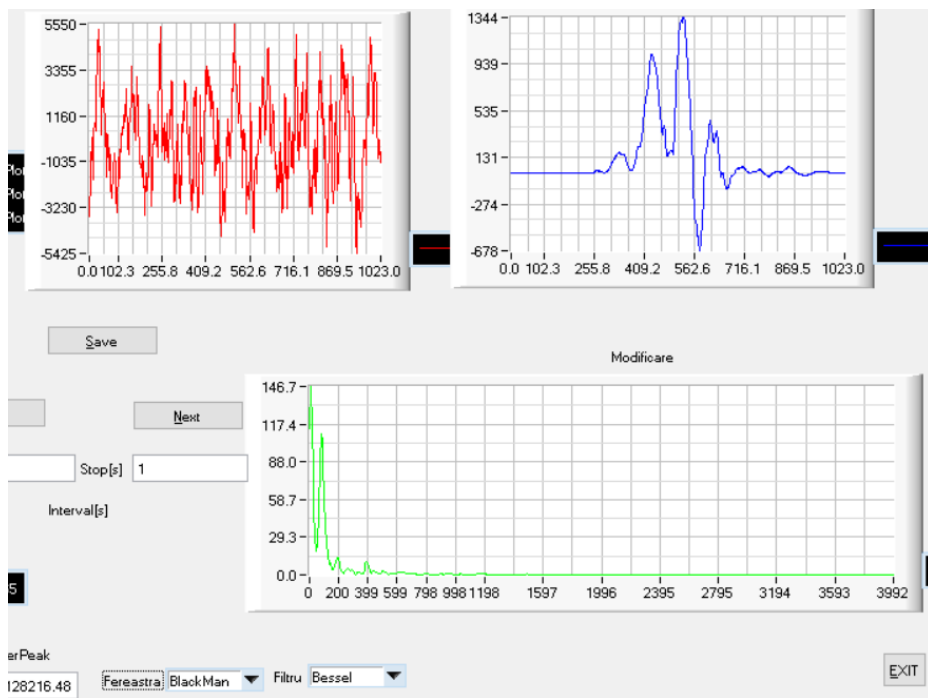 5550
3355
1160
-1035
-3230
-5425
0.0 102.3 255.8 409.2 562.6 716.1 869.5 1023.0
1344
939
535
131
-274
-678
0.0 102.3 255.8 409.2 562.6 716.1 869.5 1023.0
Save
Modificare
Next
Stop[s] 1
Interval[s]
146.7
117.4
88.0
58.7
29.3
0.0
0 200 399 599 798 998 1198 1597 1996 2395 2795 3194 3593 3992
5
erPeak
128216.48
Fereastra BlackMan Filtru Bessel
EXIT